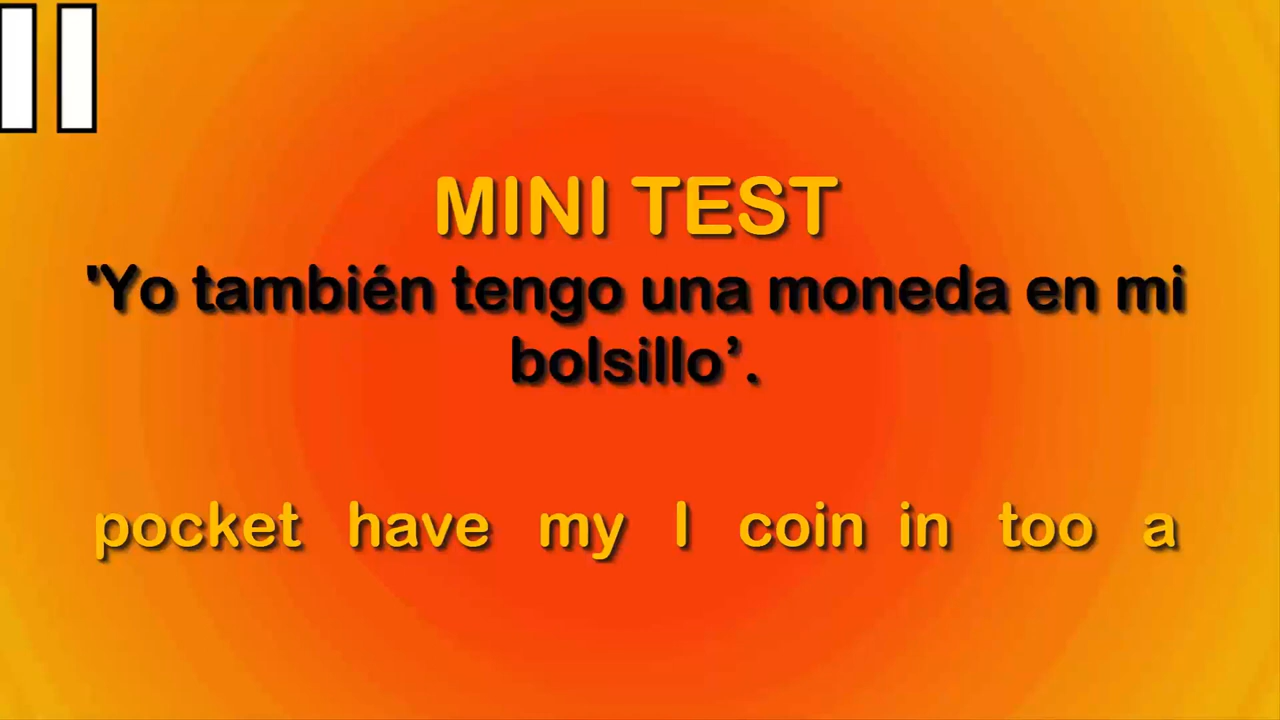 MINI TEST
'Yo también tengo una moneda en mi
bolsillo’.
pocket have my I coin in too a